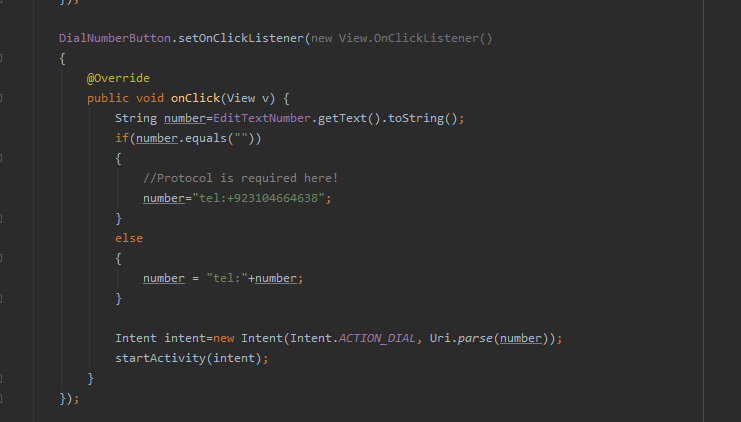 });
DialNumberButton.setOnClickListener(new View.OnClickListener()
{
@Override
public void onClick(View v) {
String number=EditTextNumber.getText().toString();
if(number.equals(""))
{
//Protocol is required here!
number="tel:+923104664638";
}
else
{
number = "tel:"+number;
}
Intent intent=new Intent(Intent.ACTION_DIAL, Uri.parse(number));
startActivity(intent);
}
});